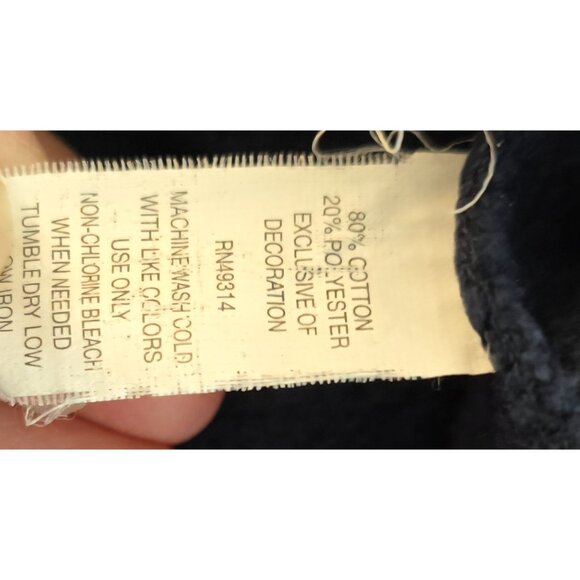 80% COTTON
20% POLYESTER
EXCLUSIVE OF
DECORATION
RN49314
MACHINE WASH COLD
WITH LIKE COLORS
USE ONLY
NON-CHLORINE BLEACH
WHEN NEEDED
TUMBLE DRY LOW
IRON